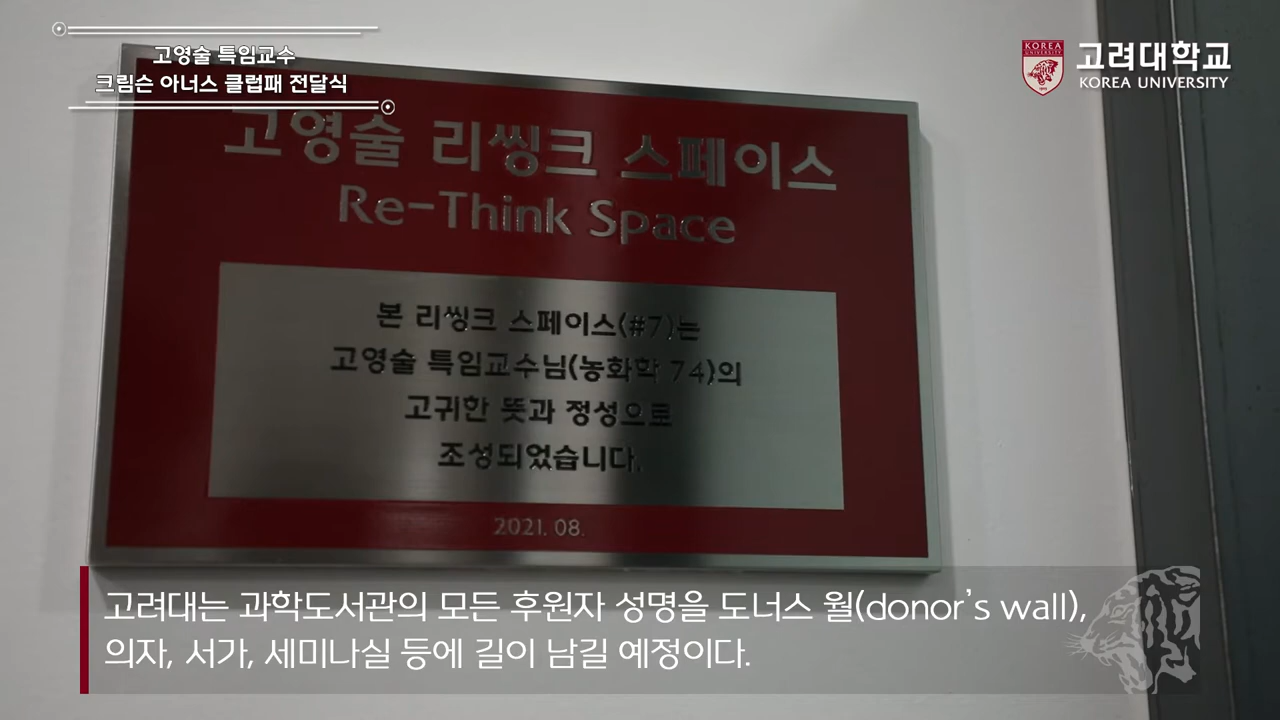 고영술 특임교수
크림슨 아너스 클럽패 전달식
KOREA
UNIVERSITY
고려대학교
KOREA UNIVERSITY
고영술 리씽크 스페이스
Re-Think Space
본 리씽크 스페이스(#7)는
고영술 특임교수님(농화학 74)의
고귀한 뜻과 정성으로
조성되었습니다.
2021. 08.
고려대는 과학도서관의 모든 후원자 성명을 도너스 월(donor’s wall),
의자, 서가, 세미나실 등에 길이 남길 예정이다.